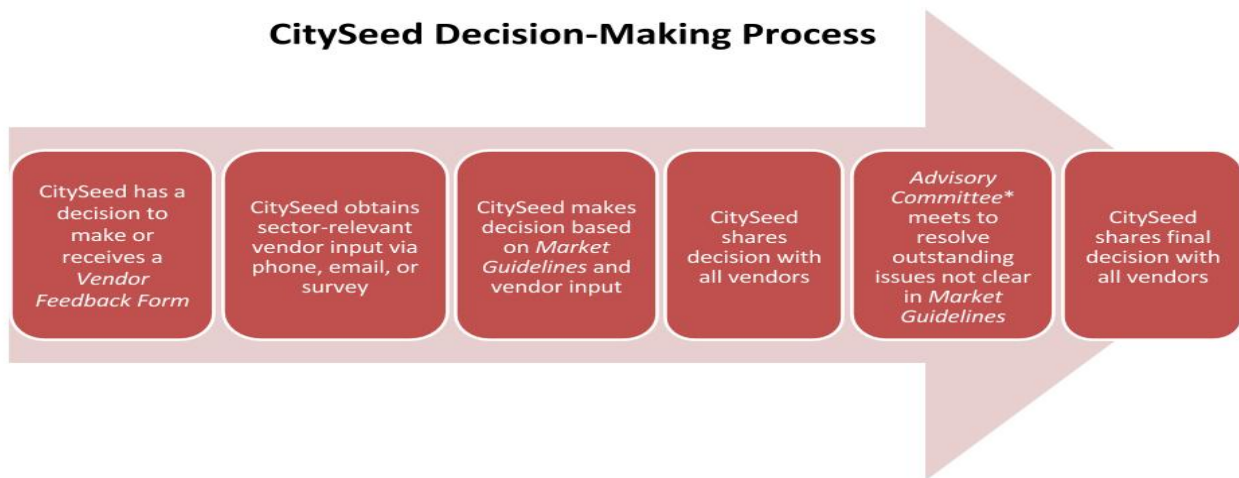 CitySeed Decision-Making Process
CitySeed has a
decision to
make or
receives a
Vendor
Feedback Form
CitySeed obtains
sector-relevant
vendor input via
phone, email, or
survey
CitySeed makes
decision based
on Market
Guidelines and
vendor input
CitySeed
shares
decision with
all vendors
Advisory
Committee*
meets to
resolve
outstanding
issues not clear
in Market
Guidelines
CitySeed
shares final
decision with
all vendors